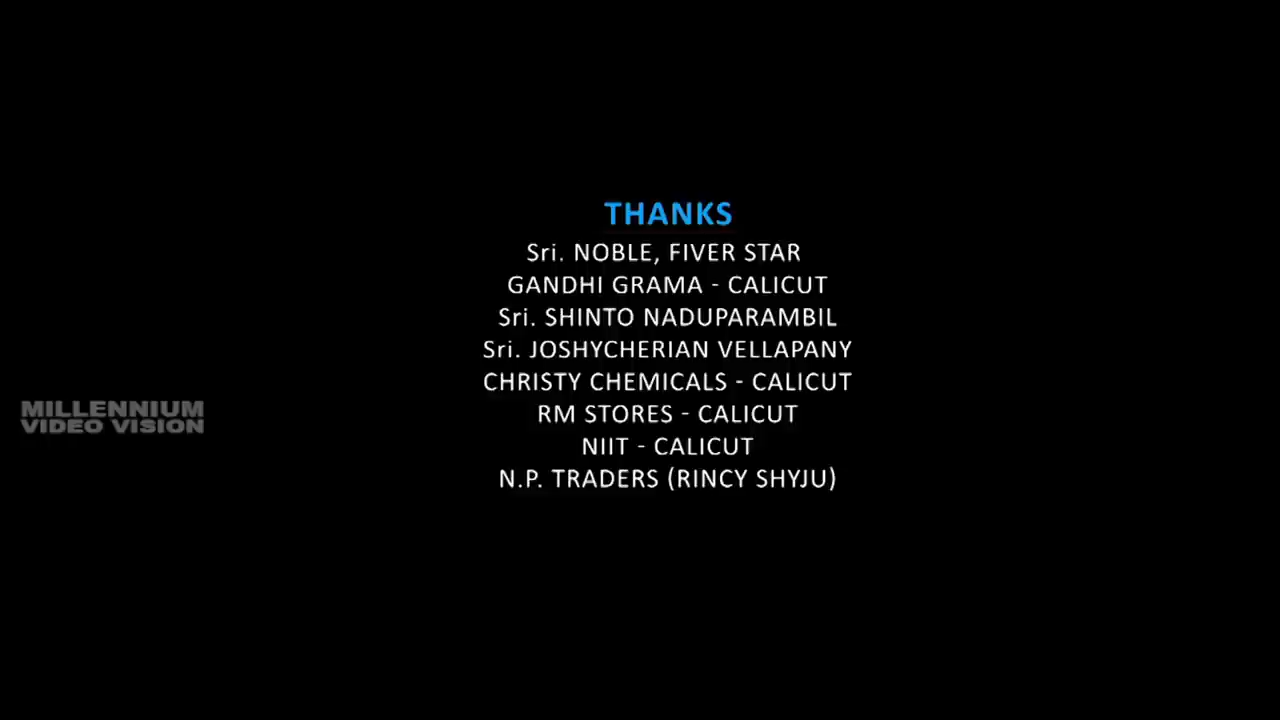 THANKS
Sri. NOBLE, FIVER STAR
GANDHI GRAMA - CALICUT
Sri. SHINTO NADUPARAMBIL
Sri. JOSHYCHERIAN VELLAPANY
CHRISTY CHEMICALS - CALICUT
RM STORES - CALICUT
NIIT - CALICUT
N.P. TRADERS (RINCY SHYJU)
MILLENNIUM
VIDEO VISION